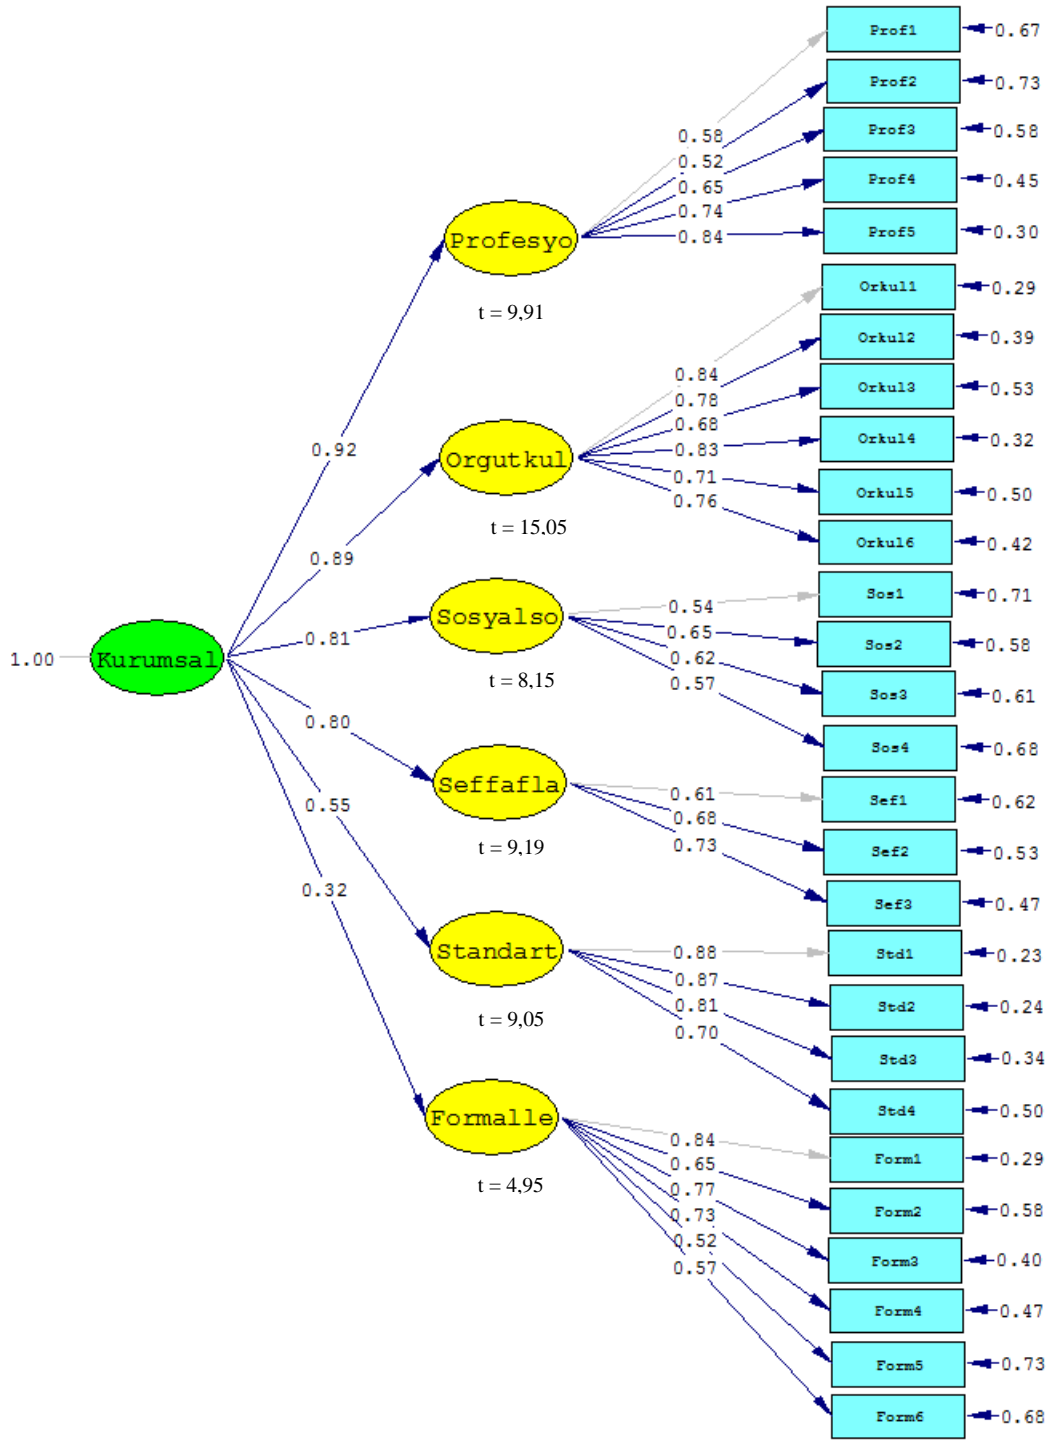 Prof1
0.67
Prof2
0.73
Prof3
0.58
Prof4
0.45
Prof5
0.30
0.58
0.52
0.65
0.74
0.84
Profesyo
t = 9,91
Orkul1
0.29
Orkul2
0.39
Orkul3
0.53
Orkul4
0.32
Orkul5
0.50
Orkul6
0.42
0.84
0.78
0.68
0.83
0.71
0.76
0.92
Orgutkul
t = 15,05
0.89
Sos1
0.71
Sos2
0.58
Sos3
0.61
Sos4
0.68
0.54
0.65
0.62
0.57
Sosyalso
t = 8,15
0.81
1.00
Kurumsal
0.80
Seffafla
t = 9,19
0.61
0.68
0.73
Sef1
0.62
Sef2
0.53
Sef3
0.47
0.55
0.32
Standart
t = 9,05
0.88
0.87
0.81
0.70
Std1
0.23
Std2
0.24
Std3
0.34
Std4
0.50
Formalle
t = 4,95
0.84
0.65
0.77
0.73
0.52
0.57
Form1
0.29
Form2
0.58
Form3
0.40
Form4
0.47
Form5
0.73
Form6
0.68